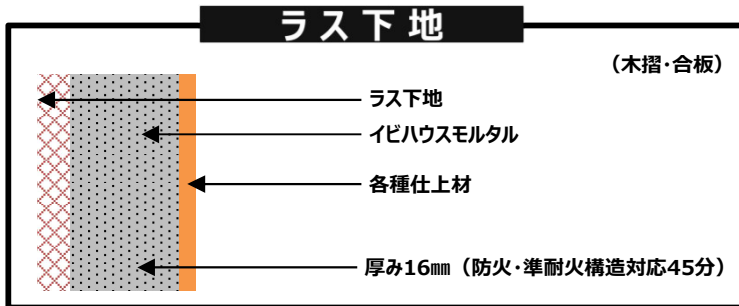 ラス下地
（木摺・合板）
ラス下地
イビハウスモルタル
各種仕上材
厚み16㎜（防火・準耐火構造対応45分）